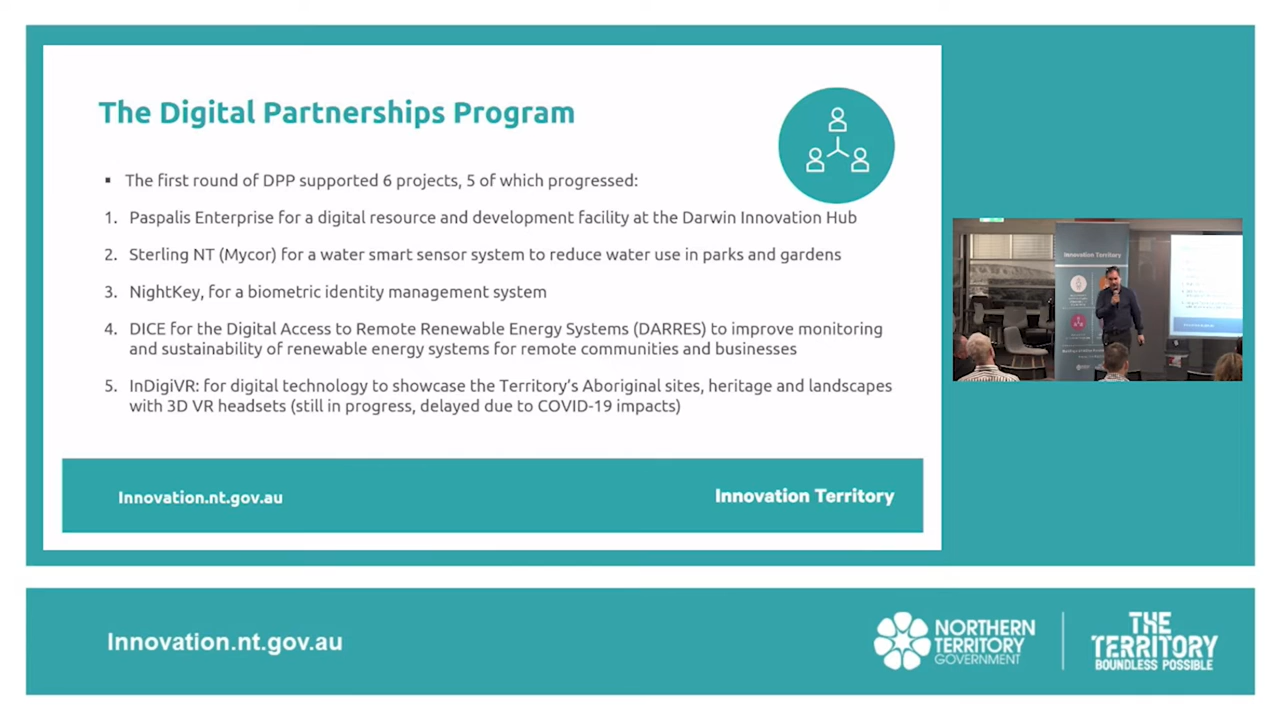 The Digital Partnerships Program
▪ The first round of DPP supported 6 projects, 5 of which progressed:
1. Paspalis Enterprise for a digital resource and development facility at the Darwin Innovation Hub
2. Sterling NT (Mycor) for a water smart sensor system to reduce water use in parks and gardens
3. NightKey, for a biometric identity management system
4. DICE for the Digital Access to Remote Renewable Energy Systems (DARRES) to improve monitoring
and sustainability of renewable energy systems for remote communities and businesses
5. InDigiVR: for digital technology to showcase the Territory's Aboriginal sites, heritage and landscapes
with 3D VR headsets (still in progress, delayed due to COVID-19 impacts)
Innovation.nt.gov.au
Innovation Territory
Innovation Territory
Innovation.nt.gov.au
NORTHERN
TERRITORY
GOVERNMENT
THE
TERRITORY
BOUNDLESS POSSIBLE